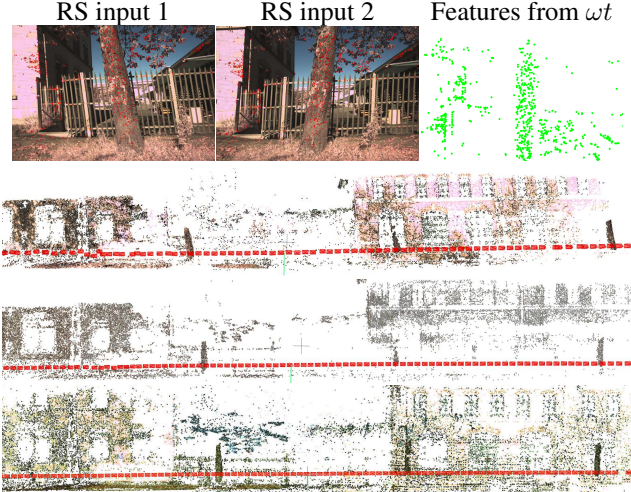 RS input 1
RS input 2
Features from ωt